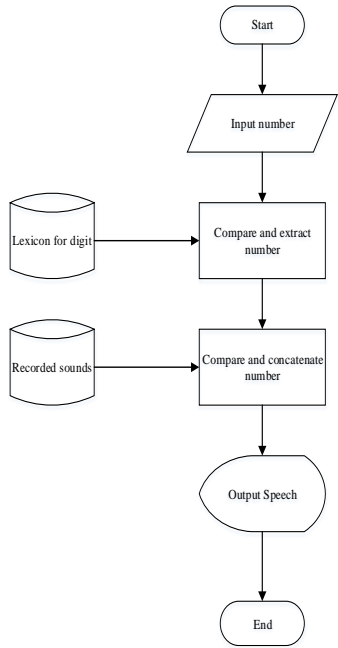 Start
Input number
Lexicon for digit
Compare and extract
number
Recorded sounds
Compare and concatenate
number
Output Speech
End